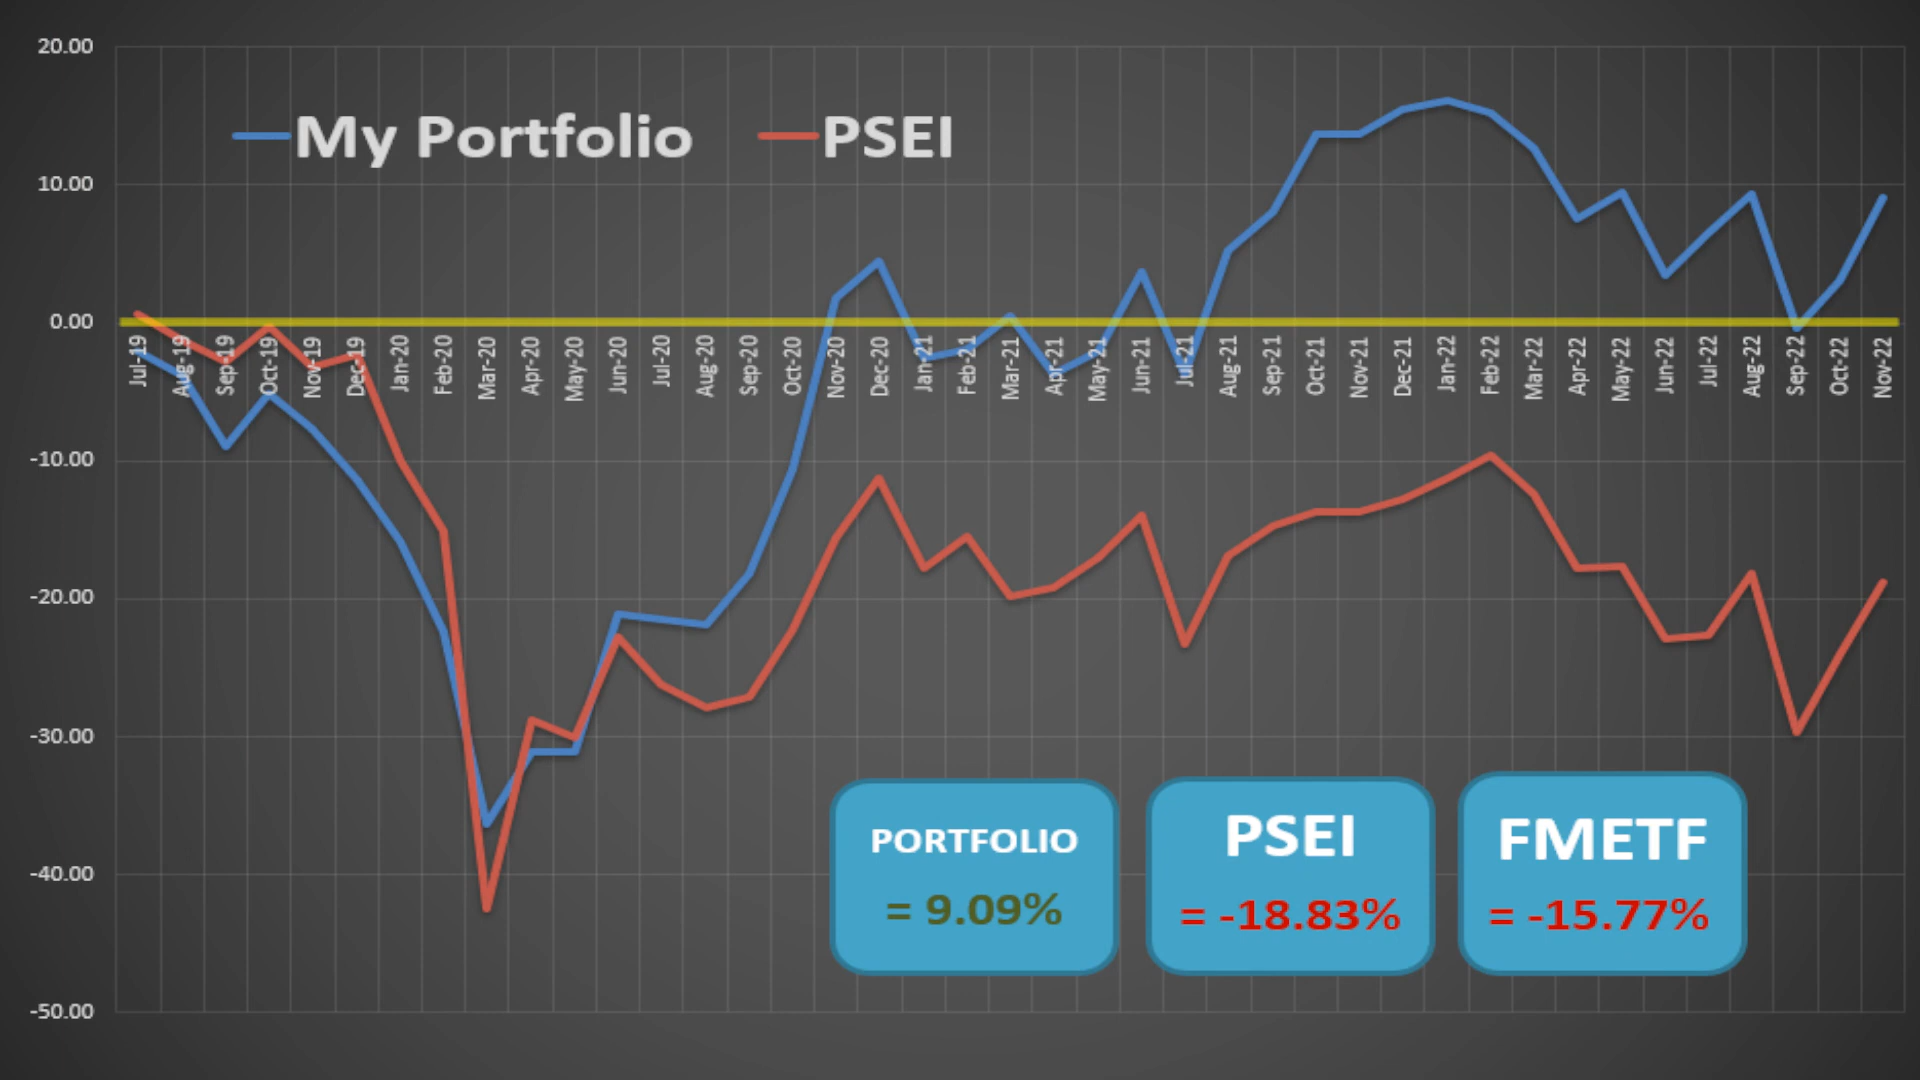 20.00
My Portfolio
PSEI
10.00
0.00
Jul-19
Aug-19
Sep-19
Oct-19
Nov-19
Dec-19
Jan-20
Feb-20
Mar-20
Apr-20
May-20
Jun-20
Jul-20
Aug-20
Sep-20
Oct-20
Nov-20
Dec-20
Jan-21
Feb-21
Mar-21
Apr-21
May-21
Jun-21
Jul-21
Aug-21
Sep-21
Oct-21
Nov-21
Dec-21
Jan-22
Feb-22
Mar-22
Apr-22
May-22
Jun-22
Jul-22
Aug-22
Sep-22
Oct-22
Nov-22
-10.00
-20.00
-30.00
-40.00
-50.00
PORTFOLIO
= 9.09%
PSEI
= -18.83%
FMETF
= -15.77%